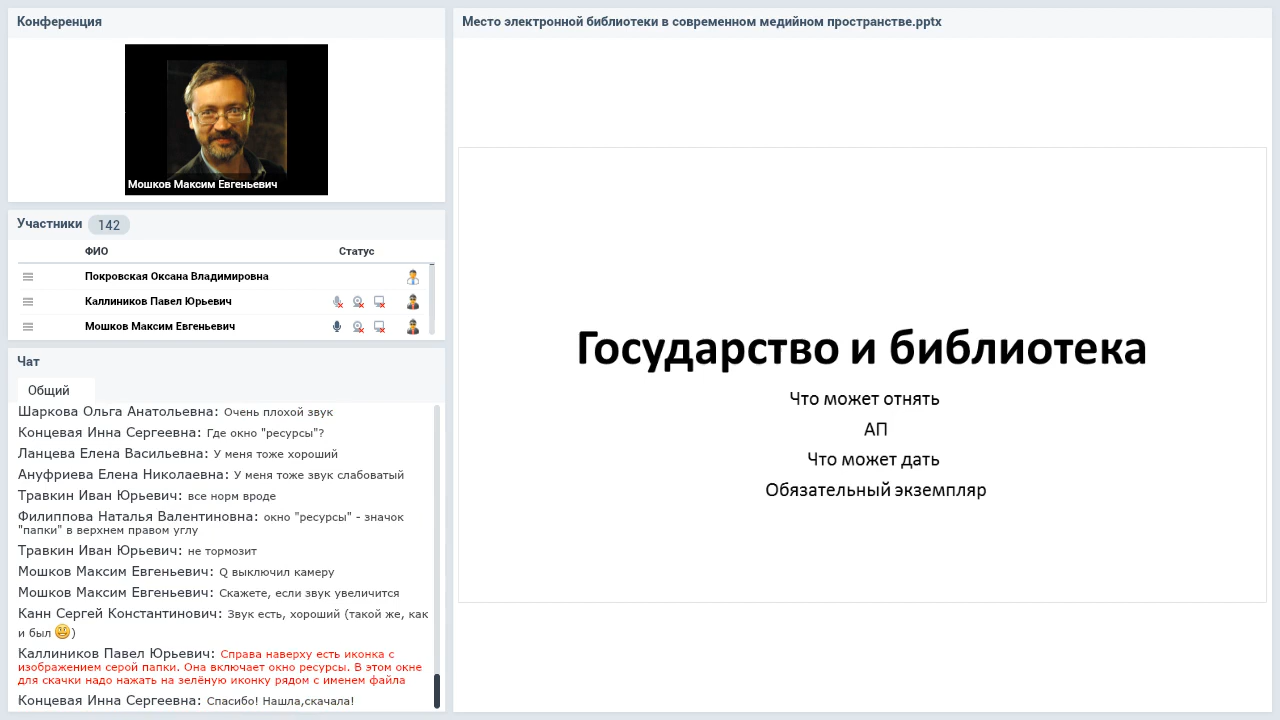 Конференция
Мошков Максим Евгеньевич
Участники 142
ФИО Статус
Покровская Оксана Владимировна
Каллиников Павел Юрьевич
Мошков Максим Евгеньевич
Чат
Общий
Шаркова Ольга Анатольевна: Очень плохой звук
Концевая Инна Сергеевна: Где окно "ресурсы"?
Ланцева Елена Васильевна: У меня тоже хороший
Ануфриева Елена Николаевна: У меня тоже звук слабоватый
Травкин Иван Юрьевич: все норм вроде
Филиппова Наталья Валентиновна: окно "ресурсы" - значок
"папки" в верхнем правом углу
Травкин Иван Юрьевич: не тормозит
Мошков Максим Евгеньевич: Q выключил камеру
Мошков Максим Евгеньевич: Скажете, если звук увеличится
Канн Сергей Константинович: Звук есть, хороший (такой же, как
и был )
Каллиников Павел Юрьевич: Справа наверху есть иконка с
изображением серой папки. Она включает окно ресурсы. В этом окне
для скачки надо нажать на зелёную иконку рядом с именем файла
Концевая Инна Сергеевна: Спасибо! Нашла,скачала!
Место электронной библиотеки в современном медийном пространстве.pptx
Государство и библиотека
Что может отнять
АП
Что может дать
Обязательный экземпляр